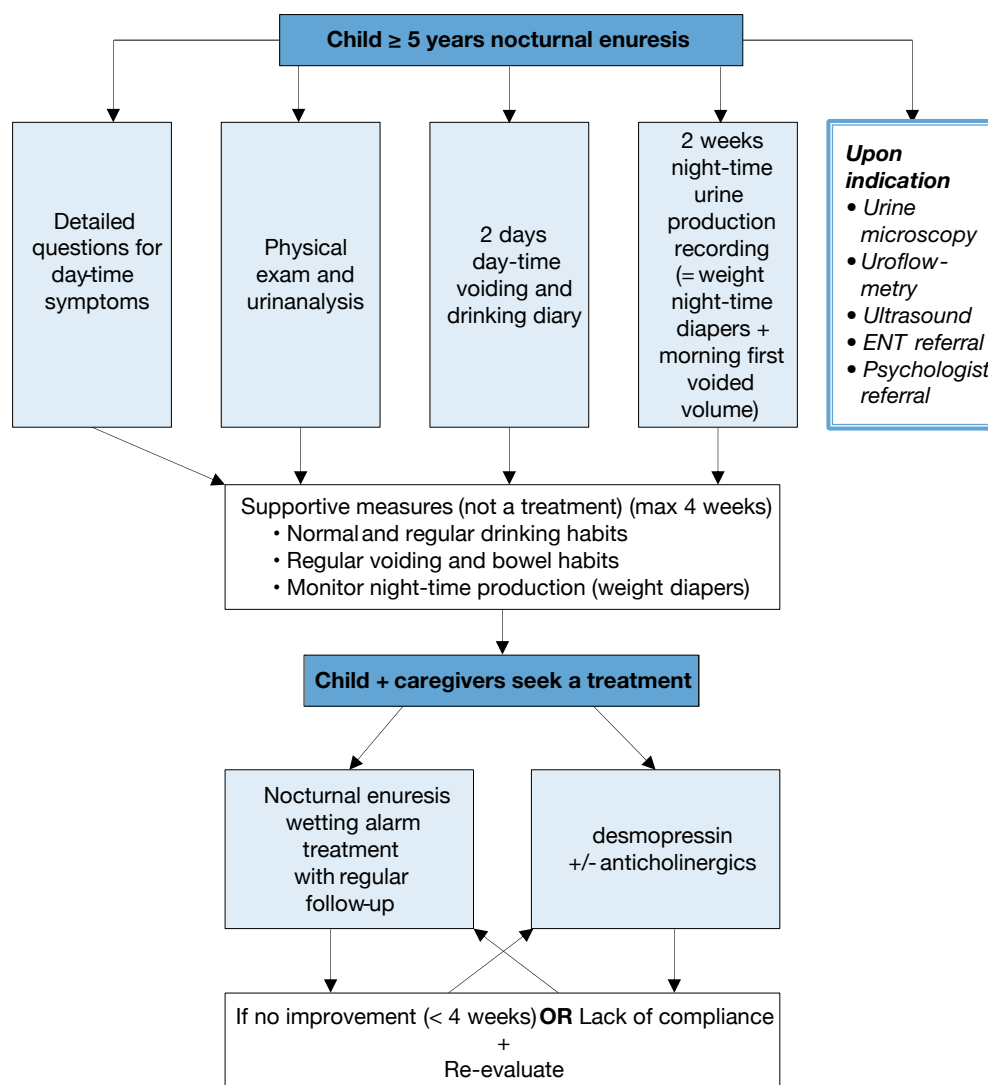 Child ≥ 5 years nocturnal enuresis
Detailed
questions for
day-time
symptoms
Physical
exam and
urinanalysis
2 days
day-time
voiding and
drinking diary
2 weeks
night-time
urine
production
recording
(= weight
night-time
diapers +
morning first
voided
volume)
Upon
indication
• Urine
microscopy
• Uroflow-
metry
• Ultrasound
• ENT referral
• Psychologist
referral
Supportive measures (not a treatment) (max 4 weeks)
• Normal and regular drinking habits
• Regular voiding and bowel habits
• Monitor night-time production (weight diapers)
Child + caregivers seek a treatment
Nocturnal enuresis
wetting alarm
treatment
with regular
follow-up
desmopressin
+/- anticholinergics
If no improvement (< 4 weeks) OR Lack of compliance
+
Re-evaluate